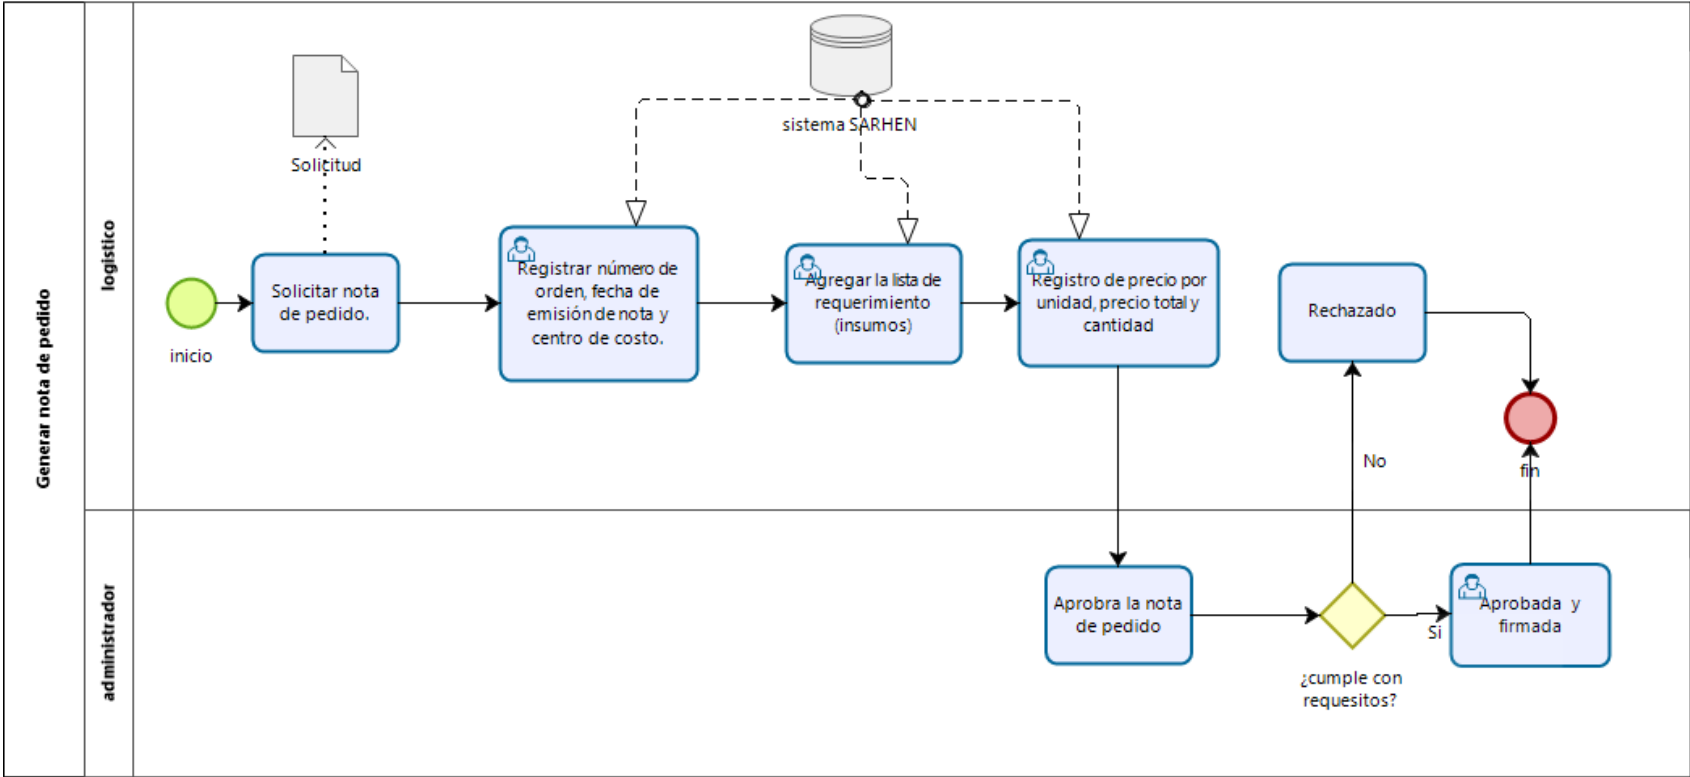 Generar nota de pedido
logistico
administrador
inicio
Solicitar nota
de pedido.
Solicitud
Registrar número de
orden, fecha de
emisión de nota y
centro de costo.
sistema SARHEN
Agregar la lista de
requerimiento
(insumos)
Registro de precio por
unidad, precio total y
cantidad
Rechazado
No
fin
Aprobra la nota
de pedido
¿cumple con
requesitos?
Si
Aprobada y
firmada